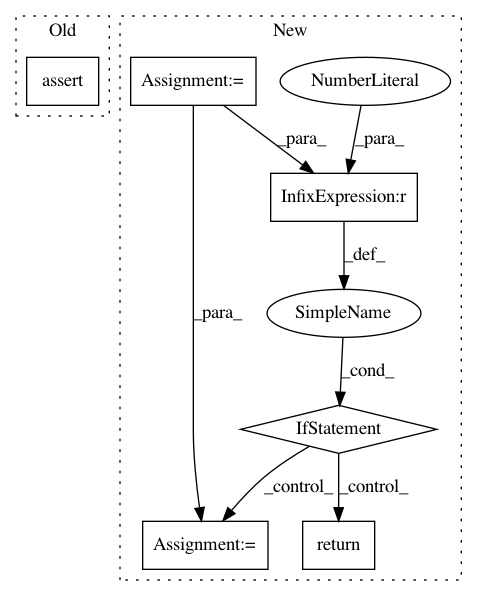 Old
New
assert
Assignment:=
NumberLiteral
_para_
_para_
InfixExpression:r
_def_
_para_
SimpleName
_cond_
IfStatement
_control_
_control_
Assignment:=
return